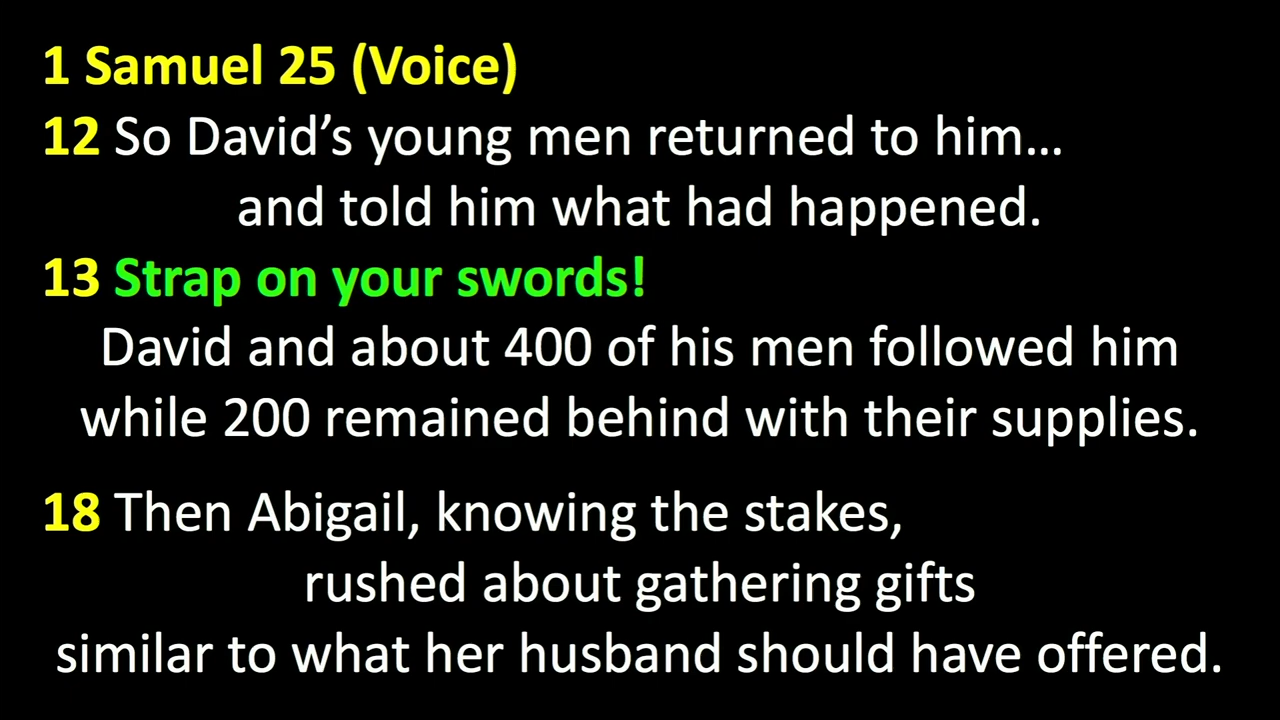 1 Samuel 25 (Voice)
12 So David’s young men returned to him…
and told him what had happened.
13 Strap on your swords!
David and about 400 of his men followed him
while 200 remained behind with their supplies.
18 Then Abigail, knowing the stakes,
rushed about gathering gifts
similar to what her husband should have offered.